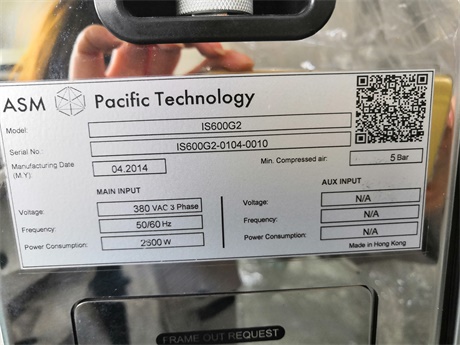 ASM Pacific Technology
Model: IS600G2
Serial No.: IS600G2-0104-0010
Manufacturing Date (M.Y): 04.2014 Min. Compressed air: 5 Bar
MAIN INPUT
Voltage: 380 VAC 3 Phase
Frequency: 50/60 Hz
Power Consumption: 2500 W
AUX INPUT
Voltage: N/A
Frequency: N/A
Power Consumption: N/A
Made in Hong Kong
FRAME OUT REQUEST